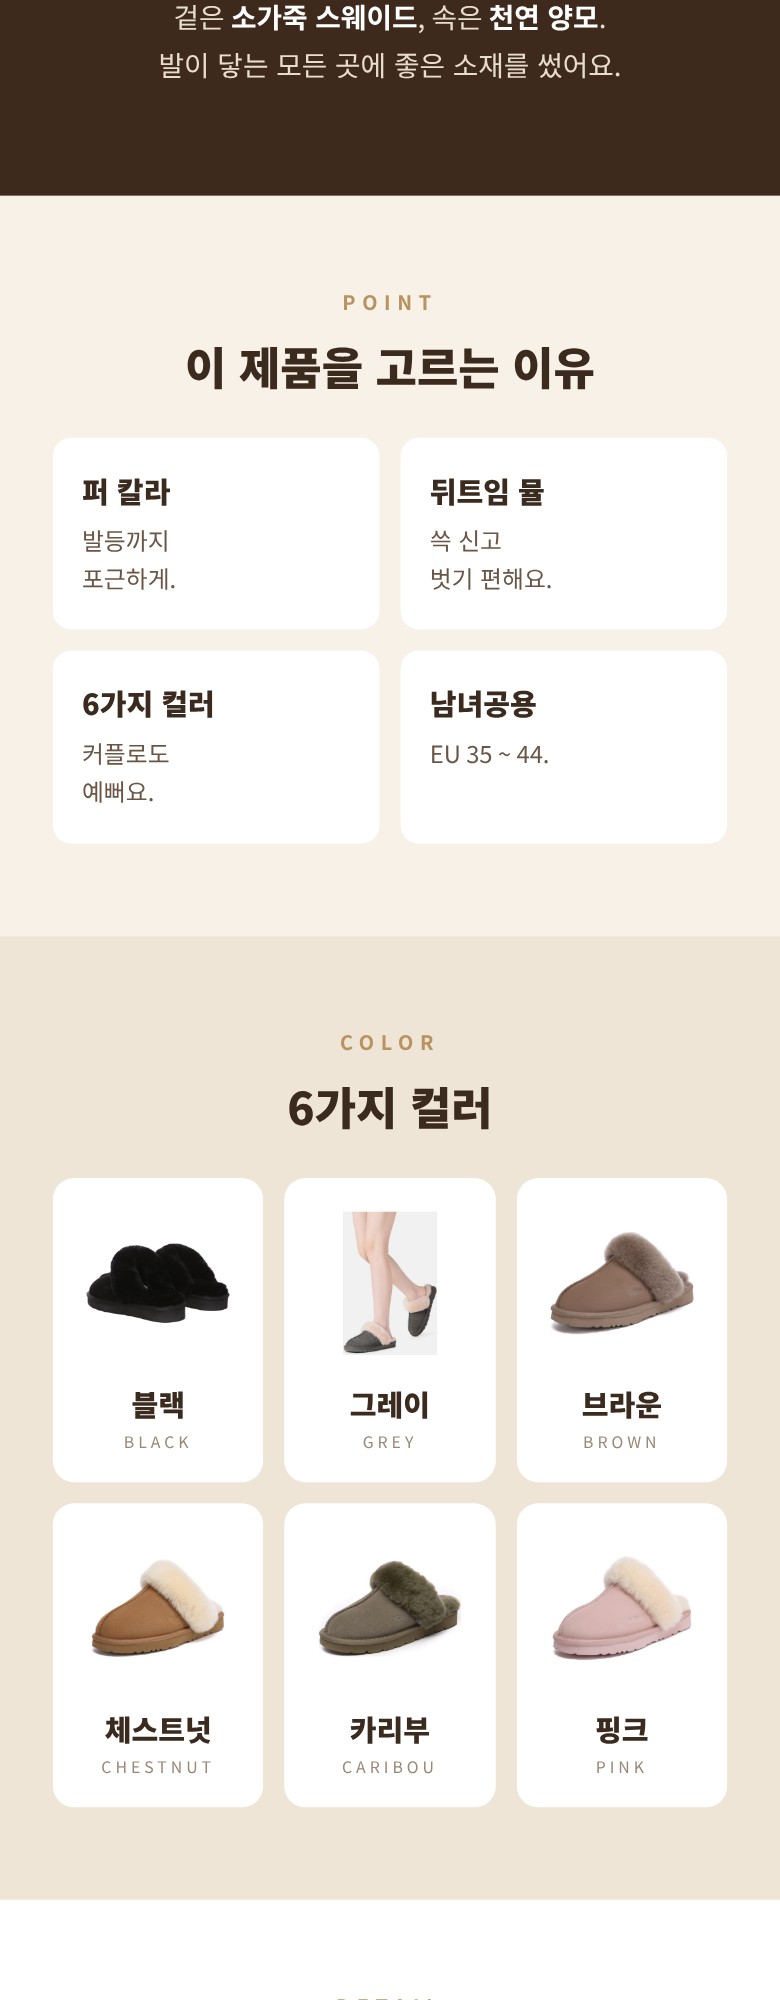 겉은 소가죽 스웨이드, 속은 천연 양모.
발이 닿는 모든 곳에 좋은 소재를 썼어요.
POINT
이 제품을 고르는 이유
퍼 칼라
발등까지
포근하게.
뒤트임 뮬
쓱 신고
벗기 편해요.
6가지 컬러
커플로도
예뻐요.
남녀공용
EU 35 ~ 44.
COLOR
6가지 컬러
블랙
BLACK
그레이
GREY
브라운
BROWN
체스트넛
CHESTNUT
카리부
CARIBOU
핑크
PINK